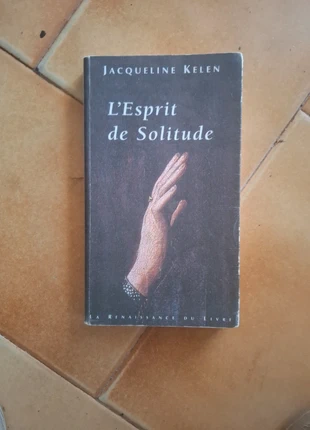 JACQUELINE KELEN
L'Esprit
de Solitude
LA RENAISSANCE DU LIVRE